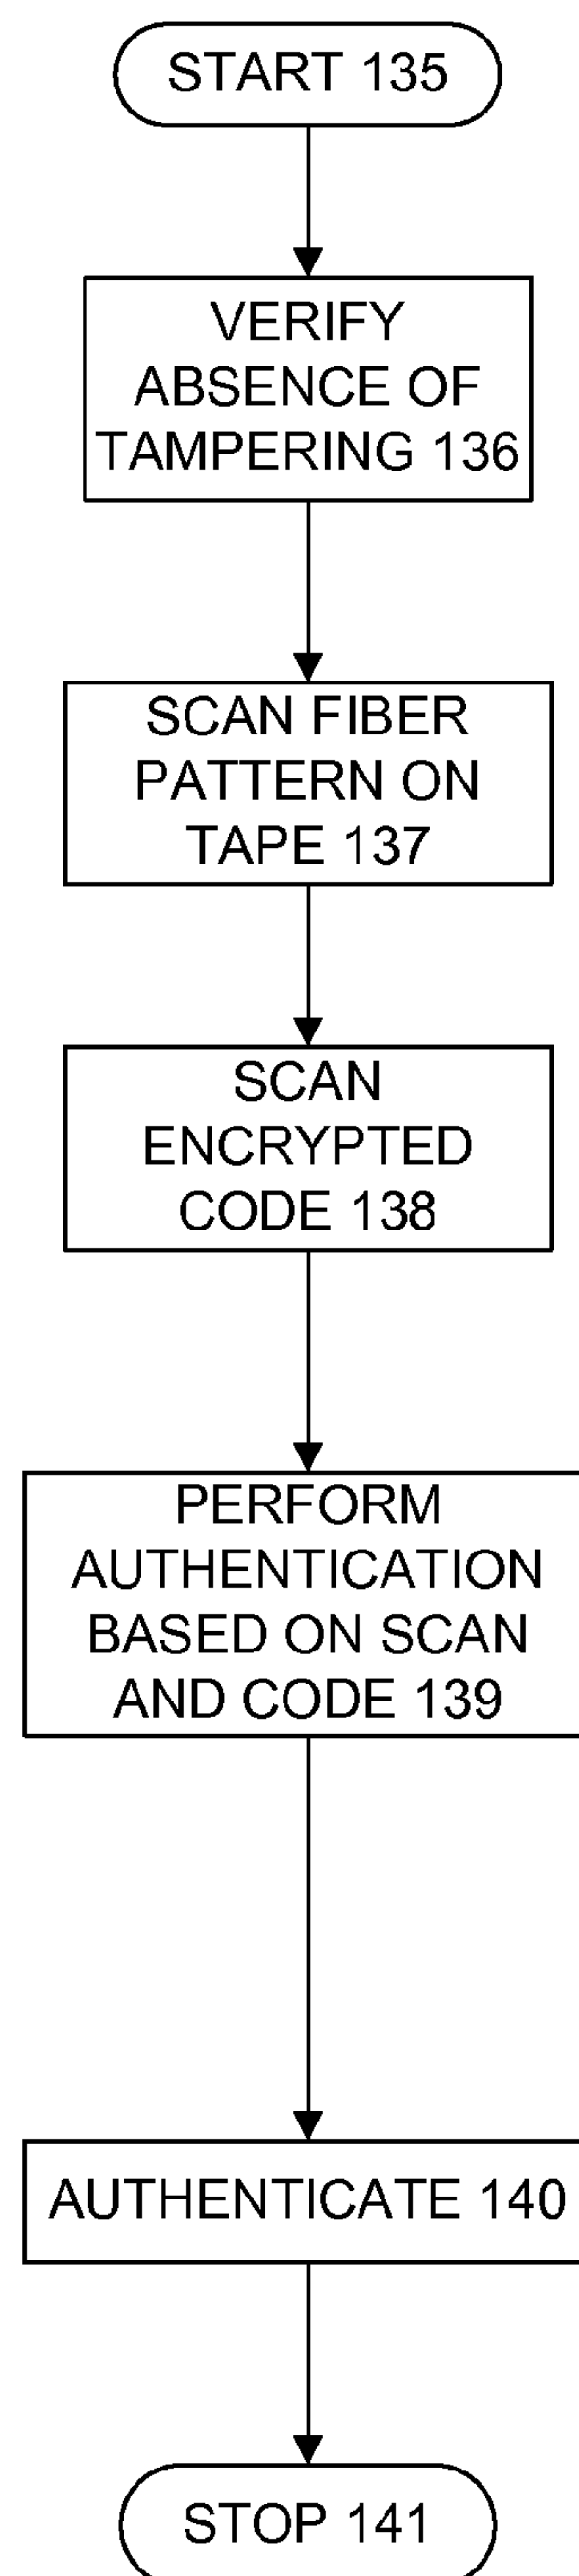 START 135
VERIFY
ABSENCE OF
TAMPERING 136
SCAN FIBER
PATTERN ON
TAPE 137
SCAN
ENCRYPTED
CODE 138
PERFORM
AUTHENTICATION
BASED ON SCAN
AND CODE 139
AUTHENTICATE 140
STOP 141